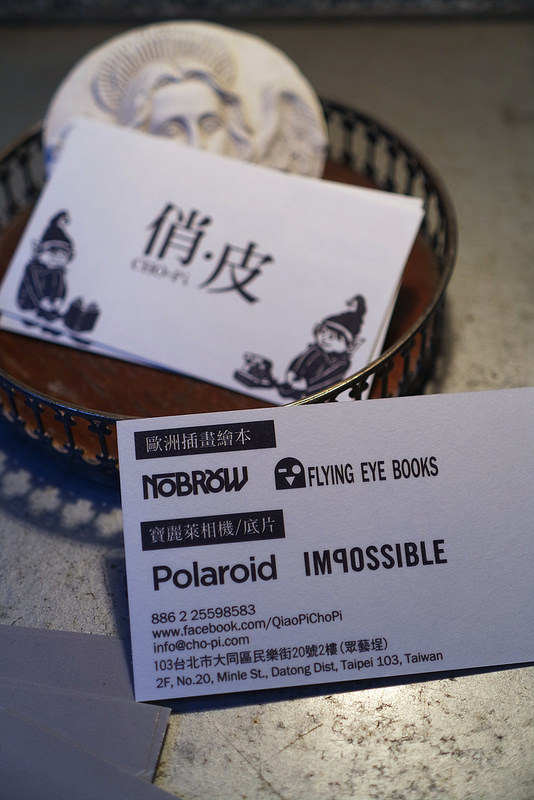 俏·皮
CHO-Pi
歐洲插畫繪本
NOBROW FLYING EYE BOOKS
寶麗萊相機/底片
Polaroid IMPOSSIBLE
886 2 25598583
www.facebook.com/QiaoPiChoPi
info@cho-pi.com
103台北市大同區民樂街20號2樓(眾藝埕)
2F, No.20, Minle St., Datong Dist, Taipei 103, Taiwan